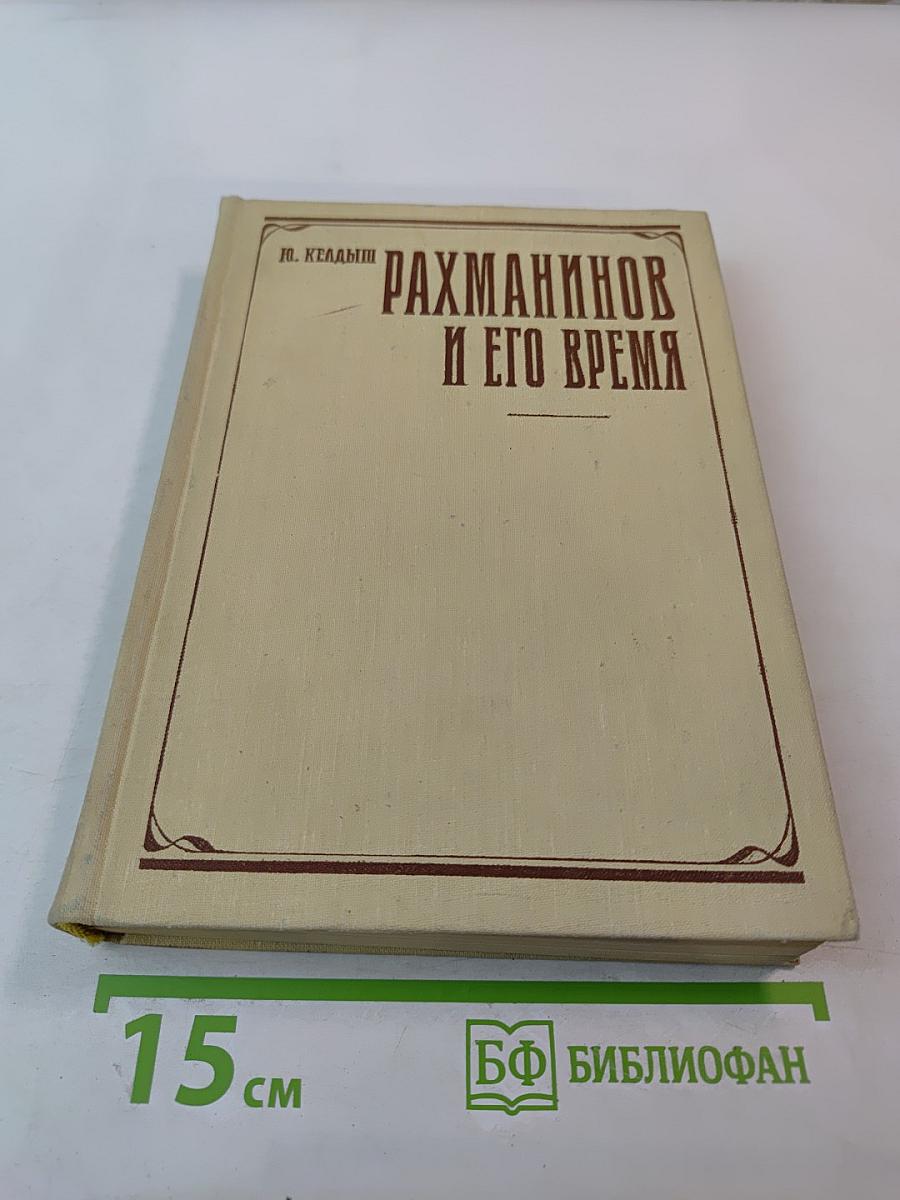 Ю. КЕЛДЫШ
РАХМАНИНОВ
И ЕГО ВРЕМЯ
15 см
БФ БИБЛИОФАН